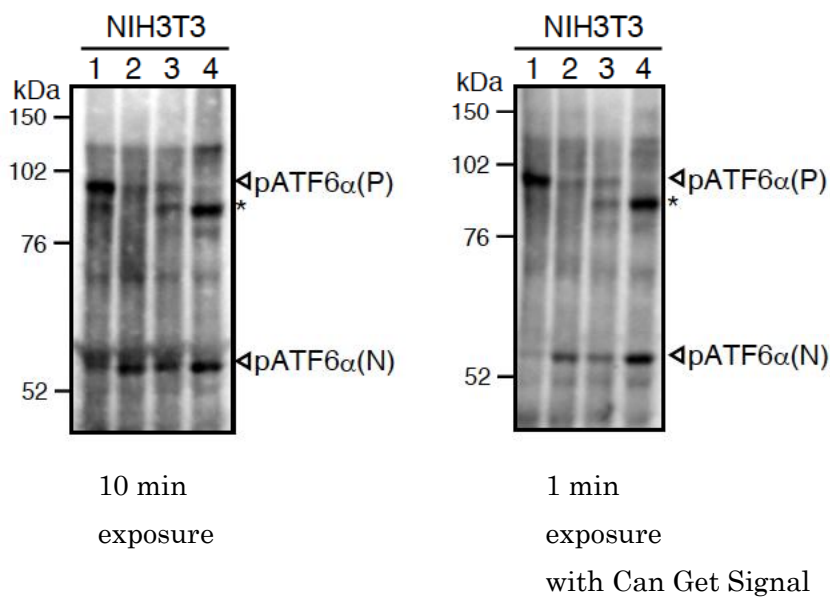 NIH3T3
1 2 3 4
kDa
150
102
◁pATF6α(P)
*
76
◁pATF6α(N)
52
10 min
exposure
NIH3T3
1 2 3 4
kDa
150
102
◁pATF6α(P)
*
76
◁pATF6α(N)
52
1 min
exposure
with Can Get Signal